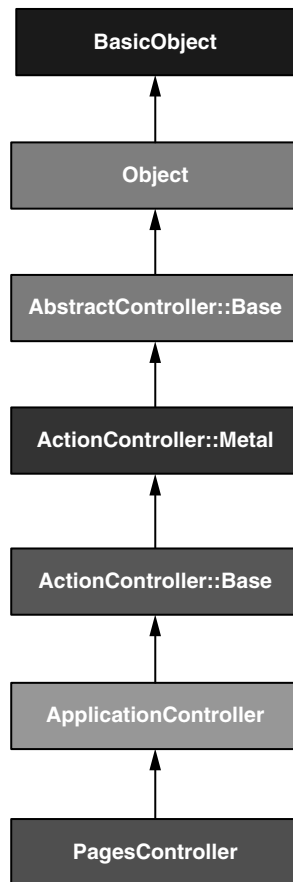 BasicObject
Object
AbstractController::Base
ActionController::Metal
ActionController::Base
ApplicationController
PagesController